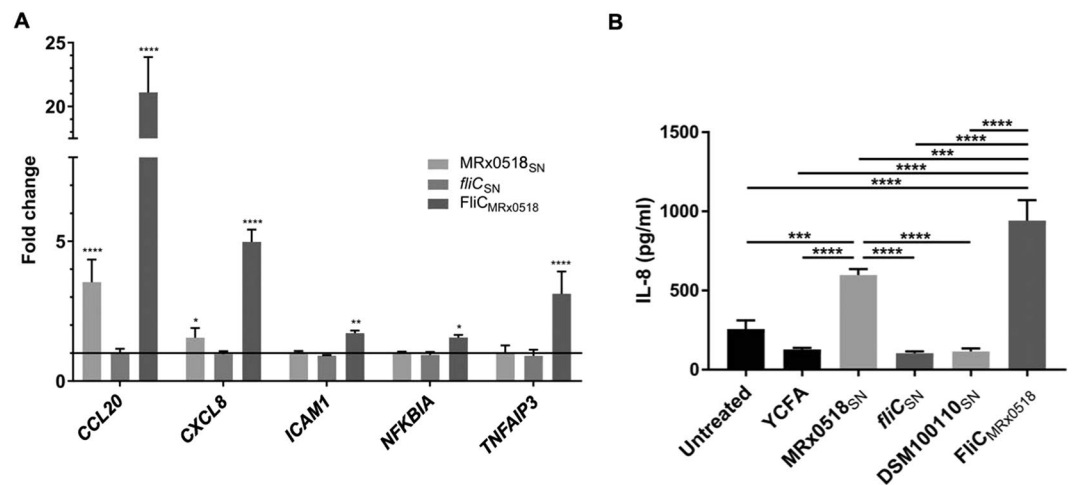 A
25
20
5
0
Fold change
****
****
*
****
**
*
****
MRx0518SN
fliCSN
FliCMRx0518
CCL20
CXCL8
ICAM1
NFKBIA
TNFAIP3
B
1500
1000
500
0
IL-8 (pg/ml)
****
****
***
****
****
***
****
****
****
Untreated
YCFA
MRx0518SN
fliCSN
DSM100110SN
FliCMRx0518